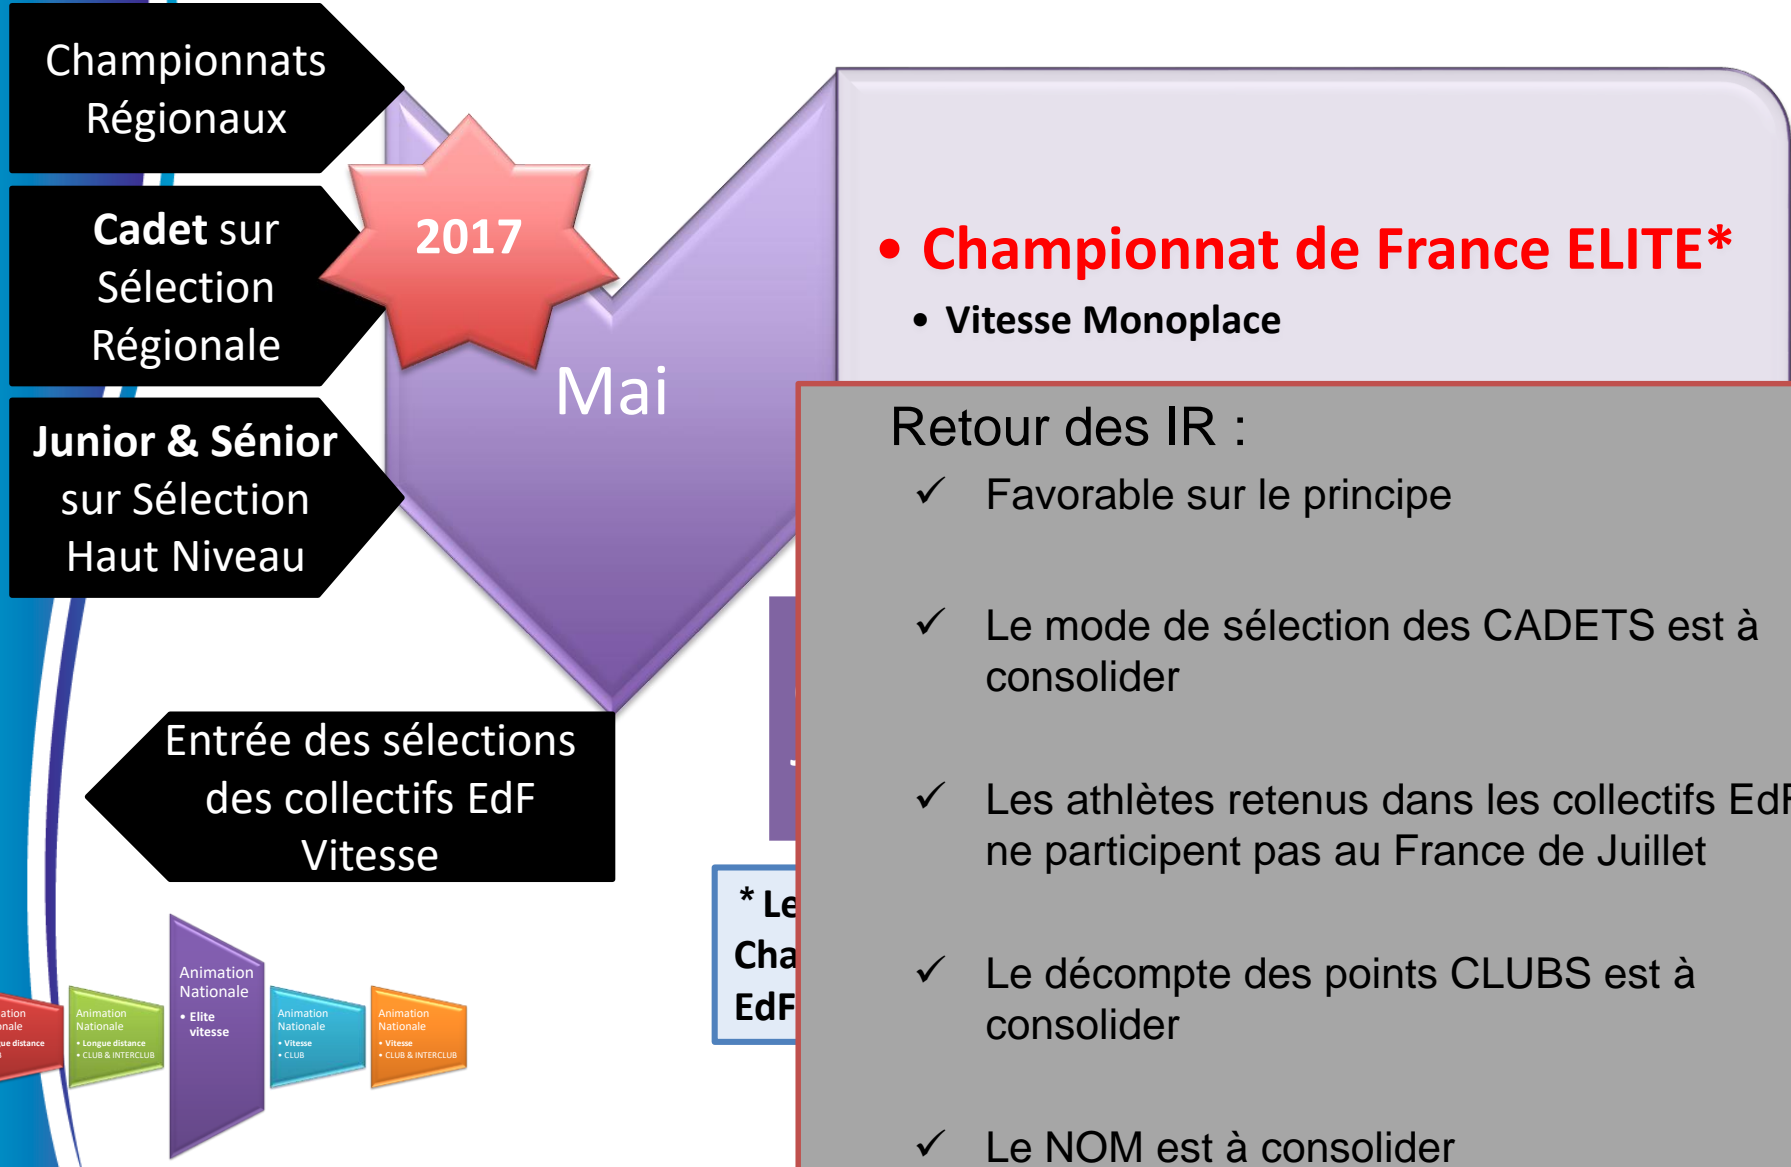 Championnats
Régionaux
Cadet sur
Sélection
Régionale
Junior & Sénior
sur Sélection
Haut Niveau
2017
Mai
• Championnat de France ELITE*
• Vitesse Monoplace
Retour des IR :
✓ Favorable sur le principe
✓ Le mode de sélection des CADETS est à
consolider
✓ Les athlètes retenus dans les collectifs EdF
ne participent pas au France de Juillet
✓ Le décompte des points CLUBS est à
consolider
✓ Le NOM est à consolider
Entrée des sélections
des collectifs EdF
Vitesse
* Le
Cha
EdF
Animation
Nationale
• Longue distance
• CLUB & INTERCLUB
Animation
Nationale
• Elite
vitesse
Animation
Nationale
• Vitesse
• CLUB
Animation
Nationale
• Vitesse
• CLUB & INTERCLUB